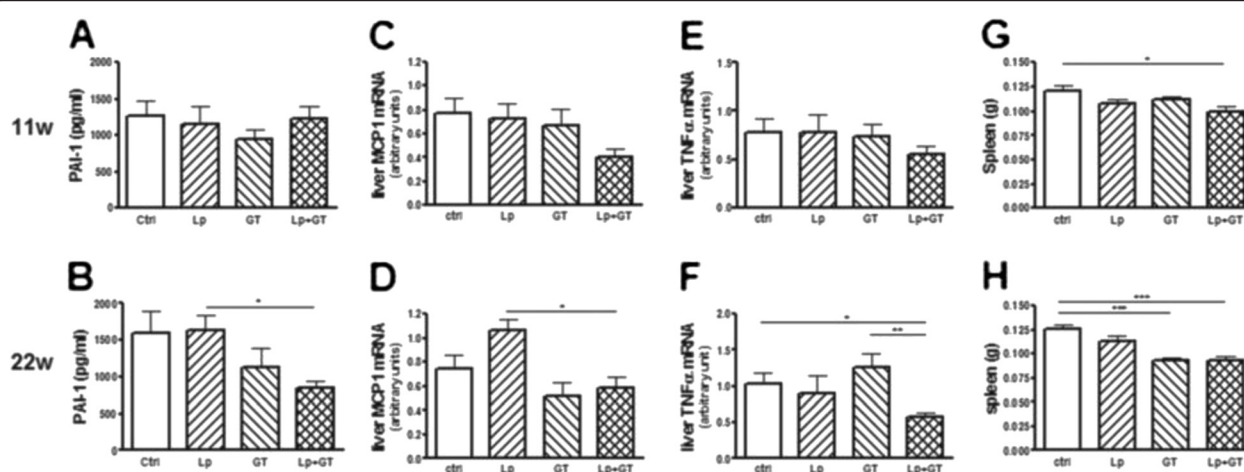 A
C
E
G
11w
PAI-1 (pg/ml)
2000
1500
1000
500
0
Ctrl Lp GT Lp+GT
liver MCP1 mRNA
(arbitrary units)
1.2
1.0
0.8
0.6
0.4
0.2
0.0
ctrl Lp GT Lp+GT
liver TNFα mRNA
(arbitrary units)
1.5
1.0
0.5
0.0
ctrl Lp GT Lp+GT
Spleen (g)
0.150
0.125
0.100
0.075
0.050
0.025
0.000
*
ctrl Lp GT Lp+GT
B
D
F
H
22w
PAI-1 (pg/ml)
2000
1500
1000
500
0
*
Ctrl Lp GT Lp+GT
liver MCP1 mRNA
(arbitrary units)
1.2
1.0
0.8
0.6
0.4
0.2
0.0
*
ctrl Lp GT Lp+GT
liver TNFα mRNA
(arbitrary unit)
2.0
1.5
1.0
0.5
0.0
*
**
ctrl Lp GT Lp+GT
spleen (g)
0.150
0.125
0.100
0.075
0.050
0.025
0.000
***
***
ctrl Lp GT Lp+GT